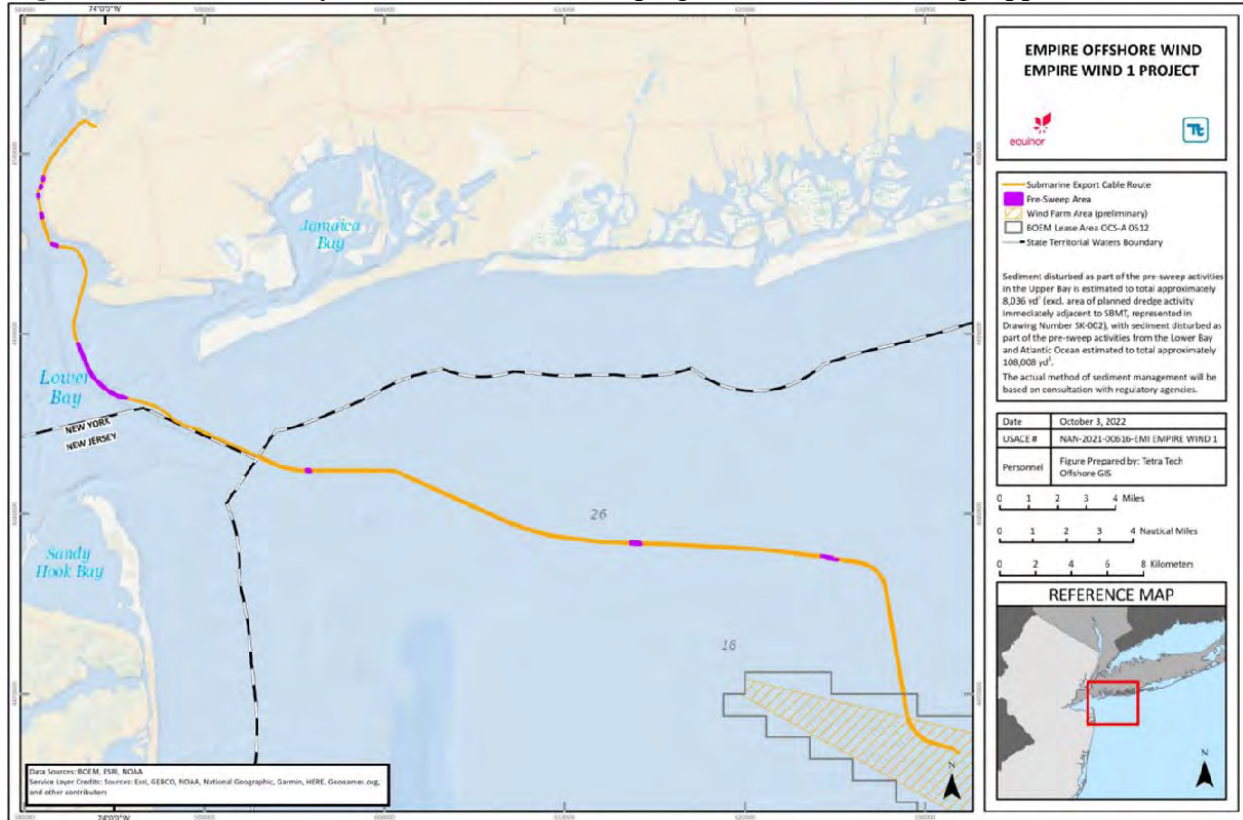 74°0'0"W
Jamaica
Bay
Lower
Bay
NEW YORK
NEW JERSEY
Sandy
Hook Bay
26
18
N
Data Sources: BOEM, ESRI, NOAA
Service Layer Credits: Sources: Esri, GEBCO, NOAA, National Geographic, Garmin, HERE, Geonames.org,
and other contributors
74°0'0"W
EMPIRE OFFSHORE WIND
EMPIRE WIND 1 PROJECT
equinor
Tt
Submarine Export Cable Route
Pre-Sweep Area
Wind Farm Area (preliminary)
BOEM Lease Area OCS-A 0512
State Territorial Waters Boundary
Sediment disturbed as part of the pre-sweep activities
in the Upper Bay is estimated to total approximately
8,036 yd³ (excl. area of planned dredge activity
immediately adjacent to SBMT, represented in
Drawing Number SK-002), with sediment disturbed as
part of the pre-sweep activities from the Lower Bay
and Atlantic Ocean estimated to total approximately
108,008 yd³.
The actual method of sediment management will be
based on consultation with regulatory agencies.
Date October 3, 2022
USACE # NAN-2021-00616-EMI EMPIRE WIND 1
Personnel Figure Prepared by: Tetra Tech
Offshore GIS
0 1 2 3 4 Miles
0 1 2 3 4 Nautical Miles
0 2 4 6 8 Kilometers
REFERENCE MAP
N